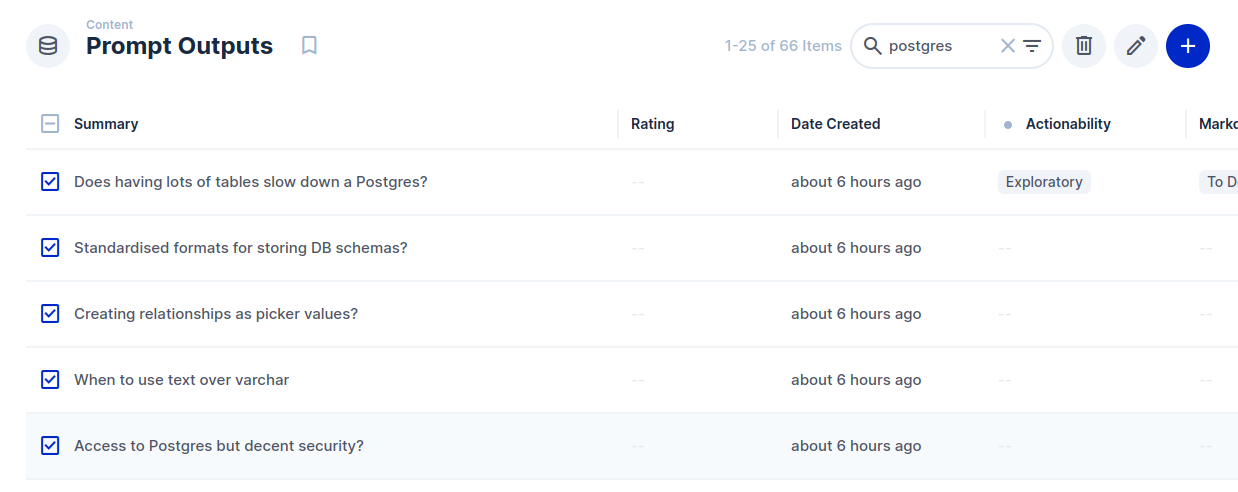 Content
Prompt Outputs
1-25 of 66 Items
postgres
Summary Rating Date Created Actionability
Does having lots of tables slow down a Postgres? -- about 6 hours ago Exploratory To
Standardised formats for storing DB schemas? -- about 6 hours ago -- --
Creating relationships as picker values? -- about 6 hours ago -- --
When to use text over varchar -- about 6 hours ago -- --
Access to Postgres but decent security? -- about 6 hours ago -- --